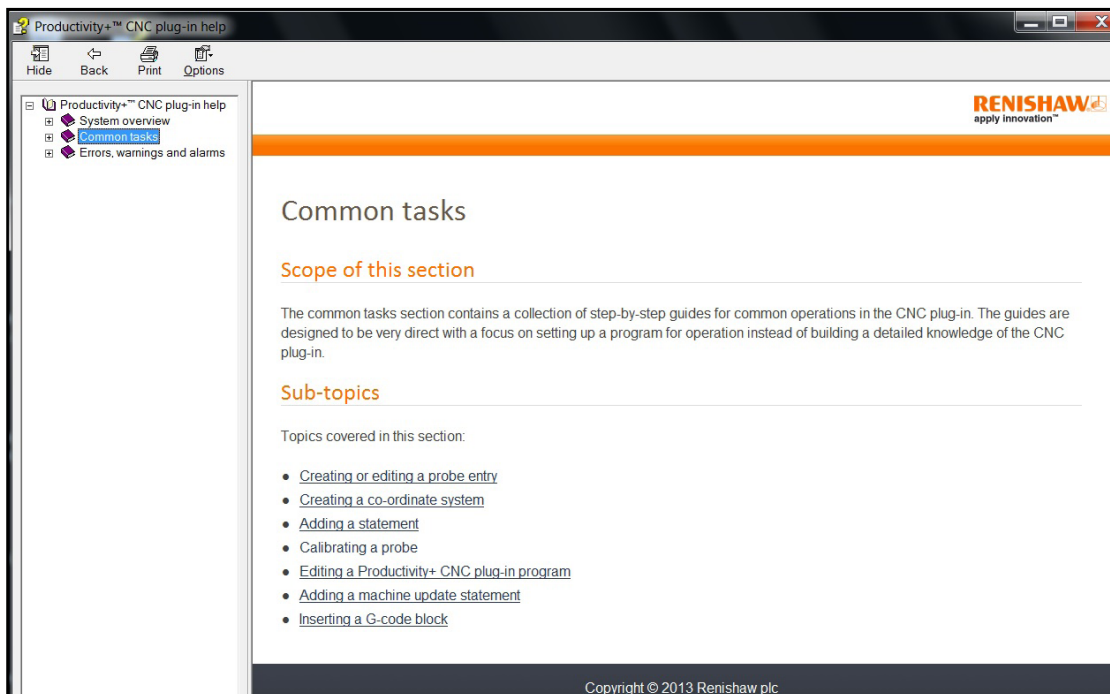 Productivity+™ CNC plug-in help
Hide Back Print Options
Productivity+™ CNC plug-in help
System overview
Common tasks
Errors, warnings and alarms
RENISHAW
apply innovation™
Common tasks
Scope of this section
The common tasks section contains a collection of step-by-step guides for common operations in the CNC plug-in. The guides are
designed to be very direct with a focus on setting up a program for operation instead of building a detailed knowledge of the CNC
plug-in.
Sub-topics
Topics covered in this section:
● Creating or editing a probe entry
● Creating a co-ordinate system
● Adding a statement
● Calibrating a probe
● Editing a Productivity+ CNC plug-in program
● Adding a machine update statement
● Inserting a G-code block
Copyright © 2013 Renishaw plc